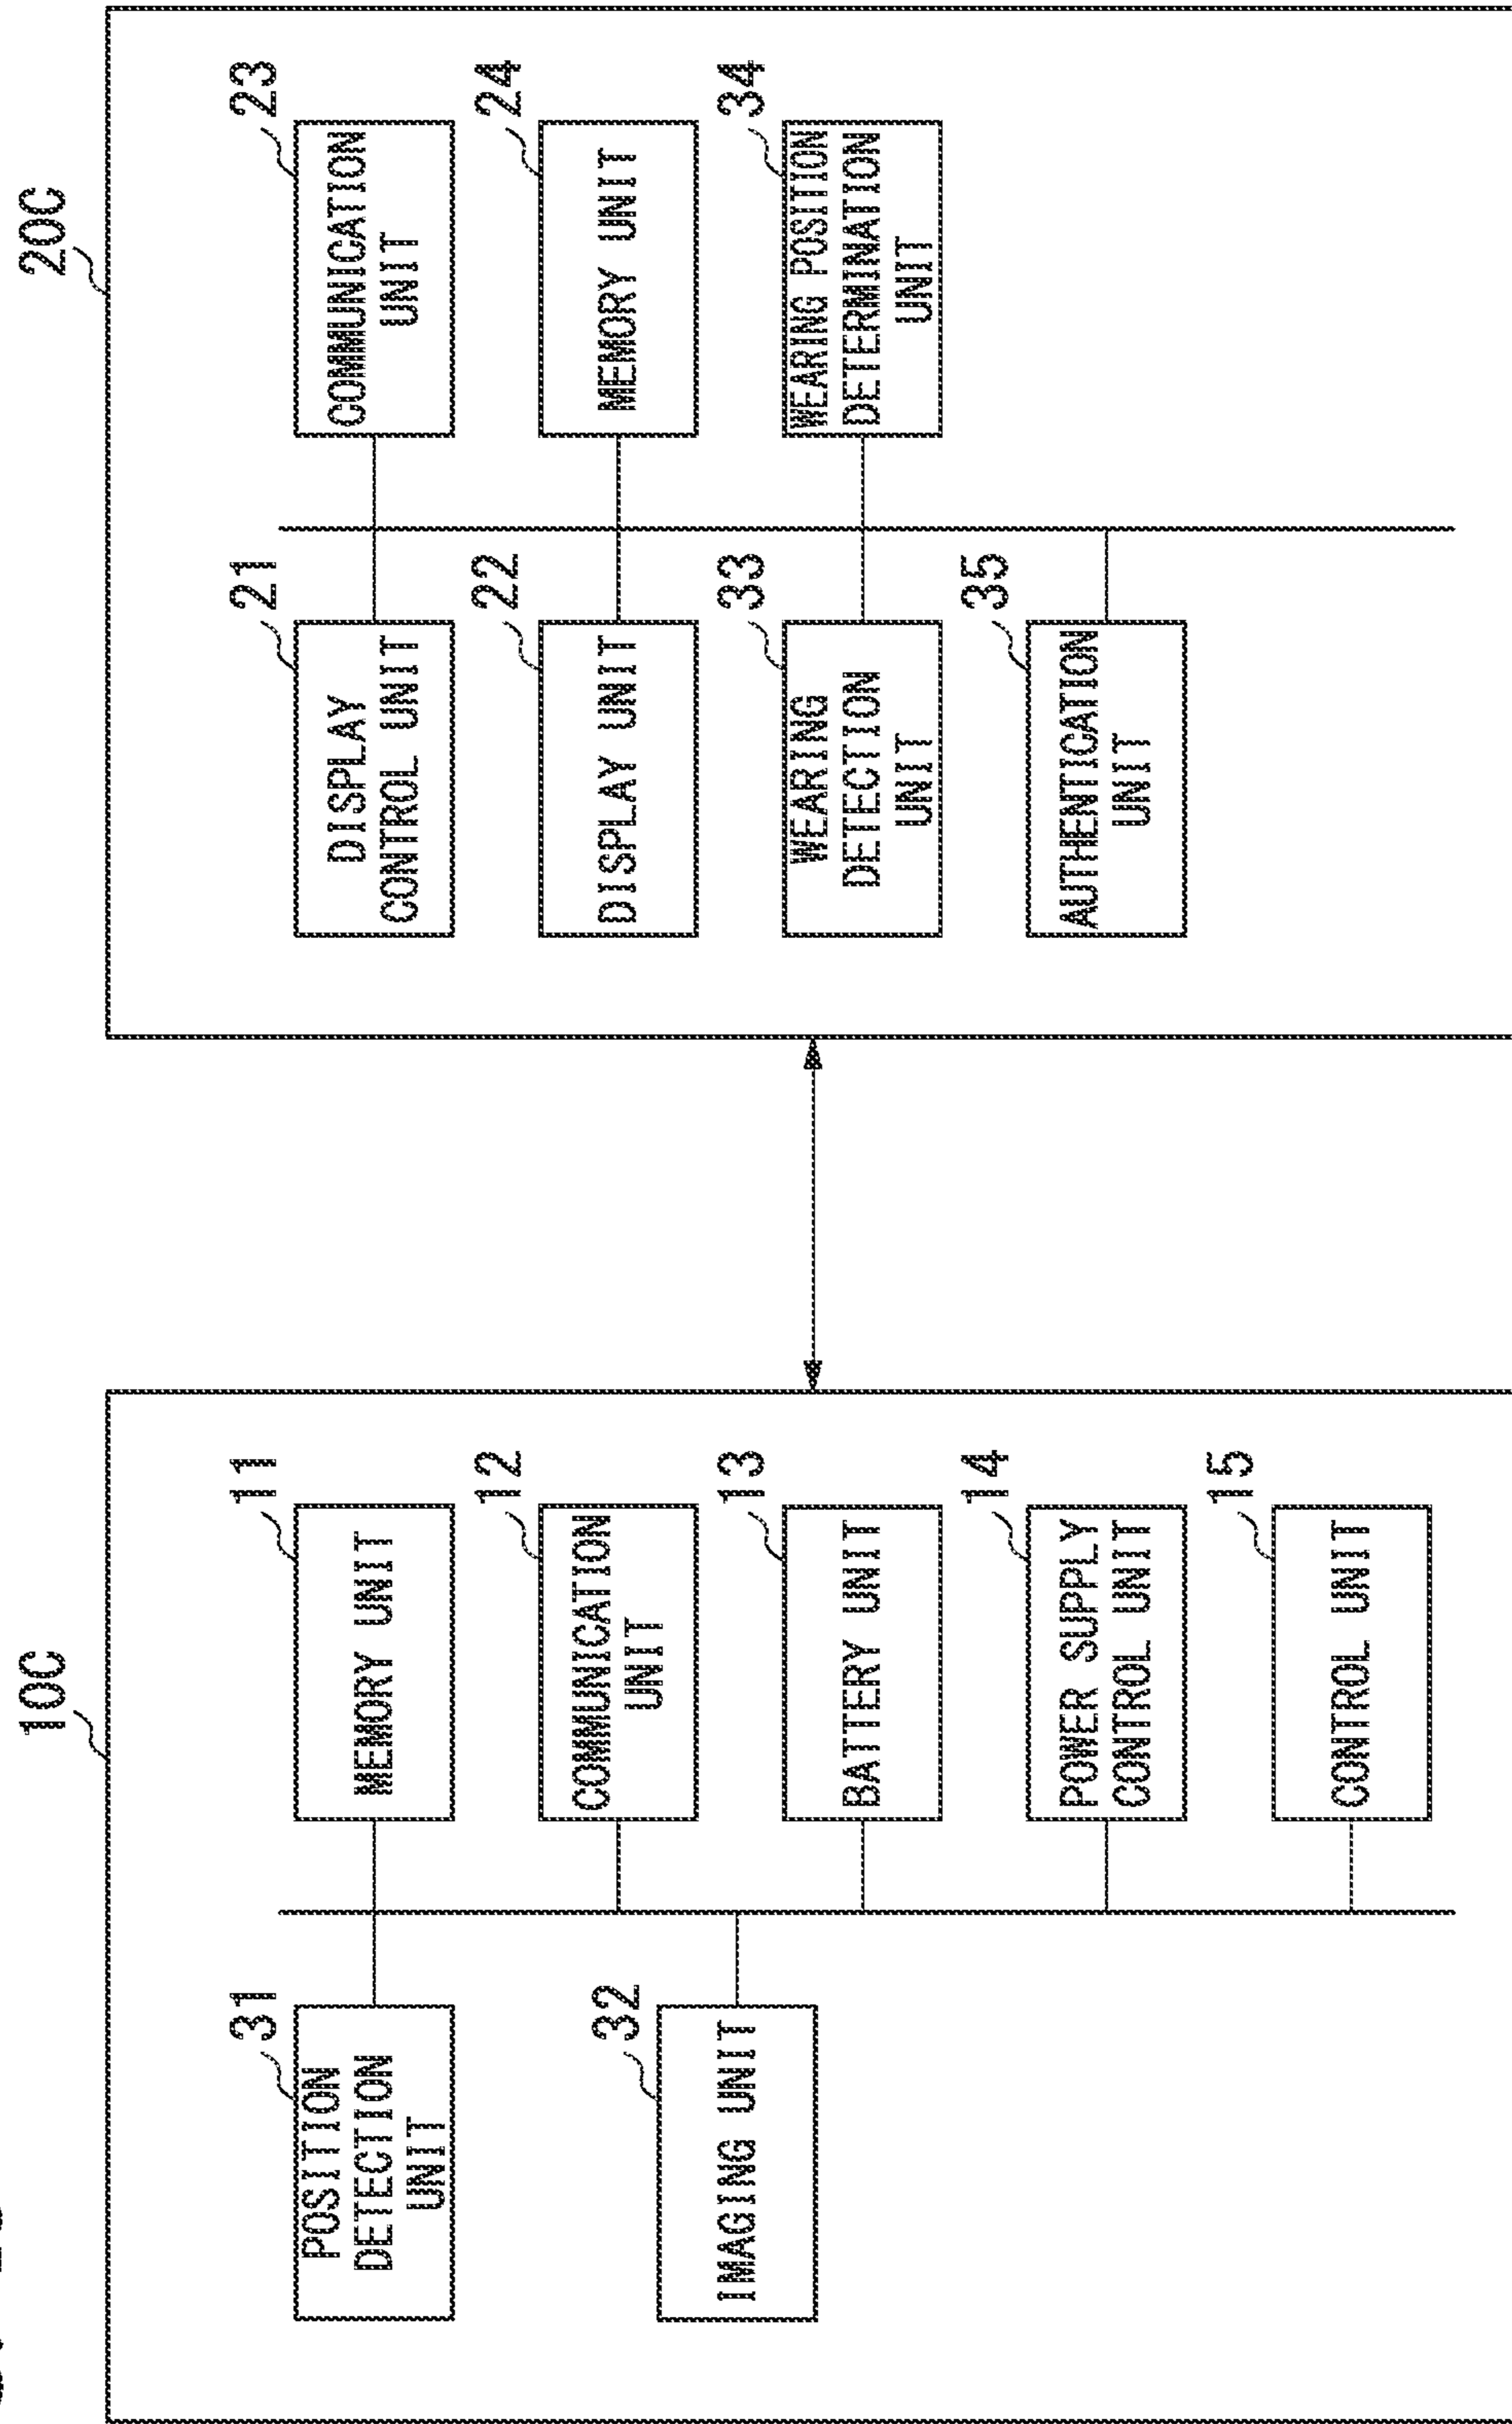 10C
31
POSITION
DETECTION
UNIT
11
MEMORY UNIT
12
COMMUNICATION
UNIT
32
IMAGING UNIT
13
BATTERY UNIT
14
POWER SUPPLY
CONTROL UNIT
15
CONTROL UNIT
20C
21
DISPLAY
CONTROL UNIT
23
COMMUNICATION
UNIT
22
DISPLAY UNIT
24
MEMORY UNIT
33
WEARING
DETECTION
UNIT
34
WEARING POSITION
DETERMINATION
UNIT
35
AUTHENTICATION
UNIT